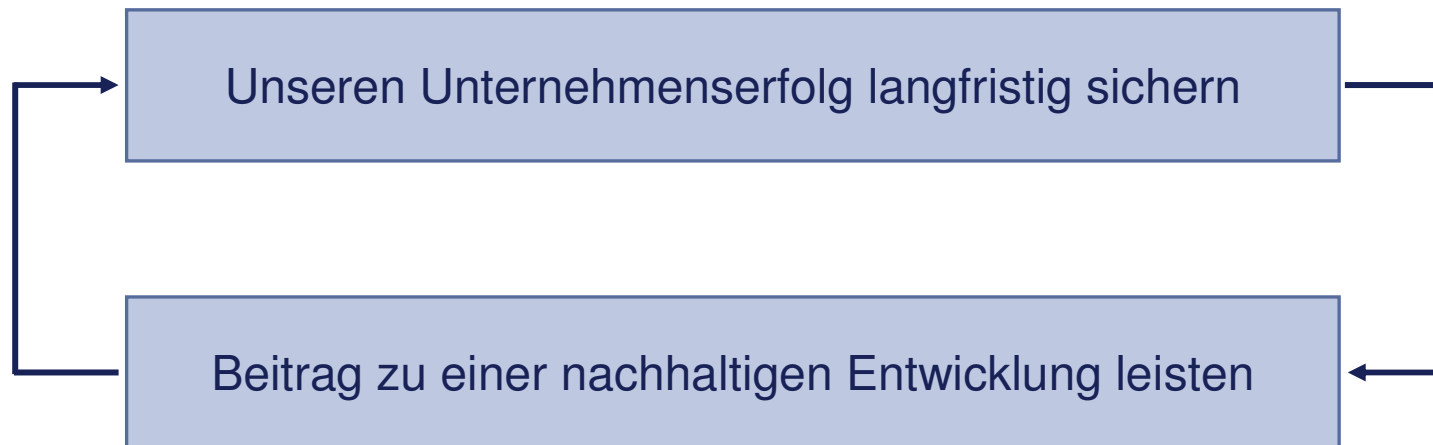 Unseren Unternehmenserfolg langfristig sichern
Beitrag zu einer nachhaltigen Entwicklung leisten